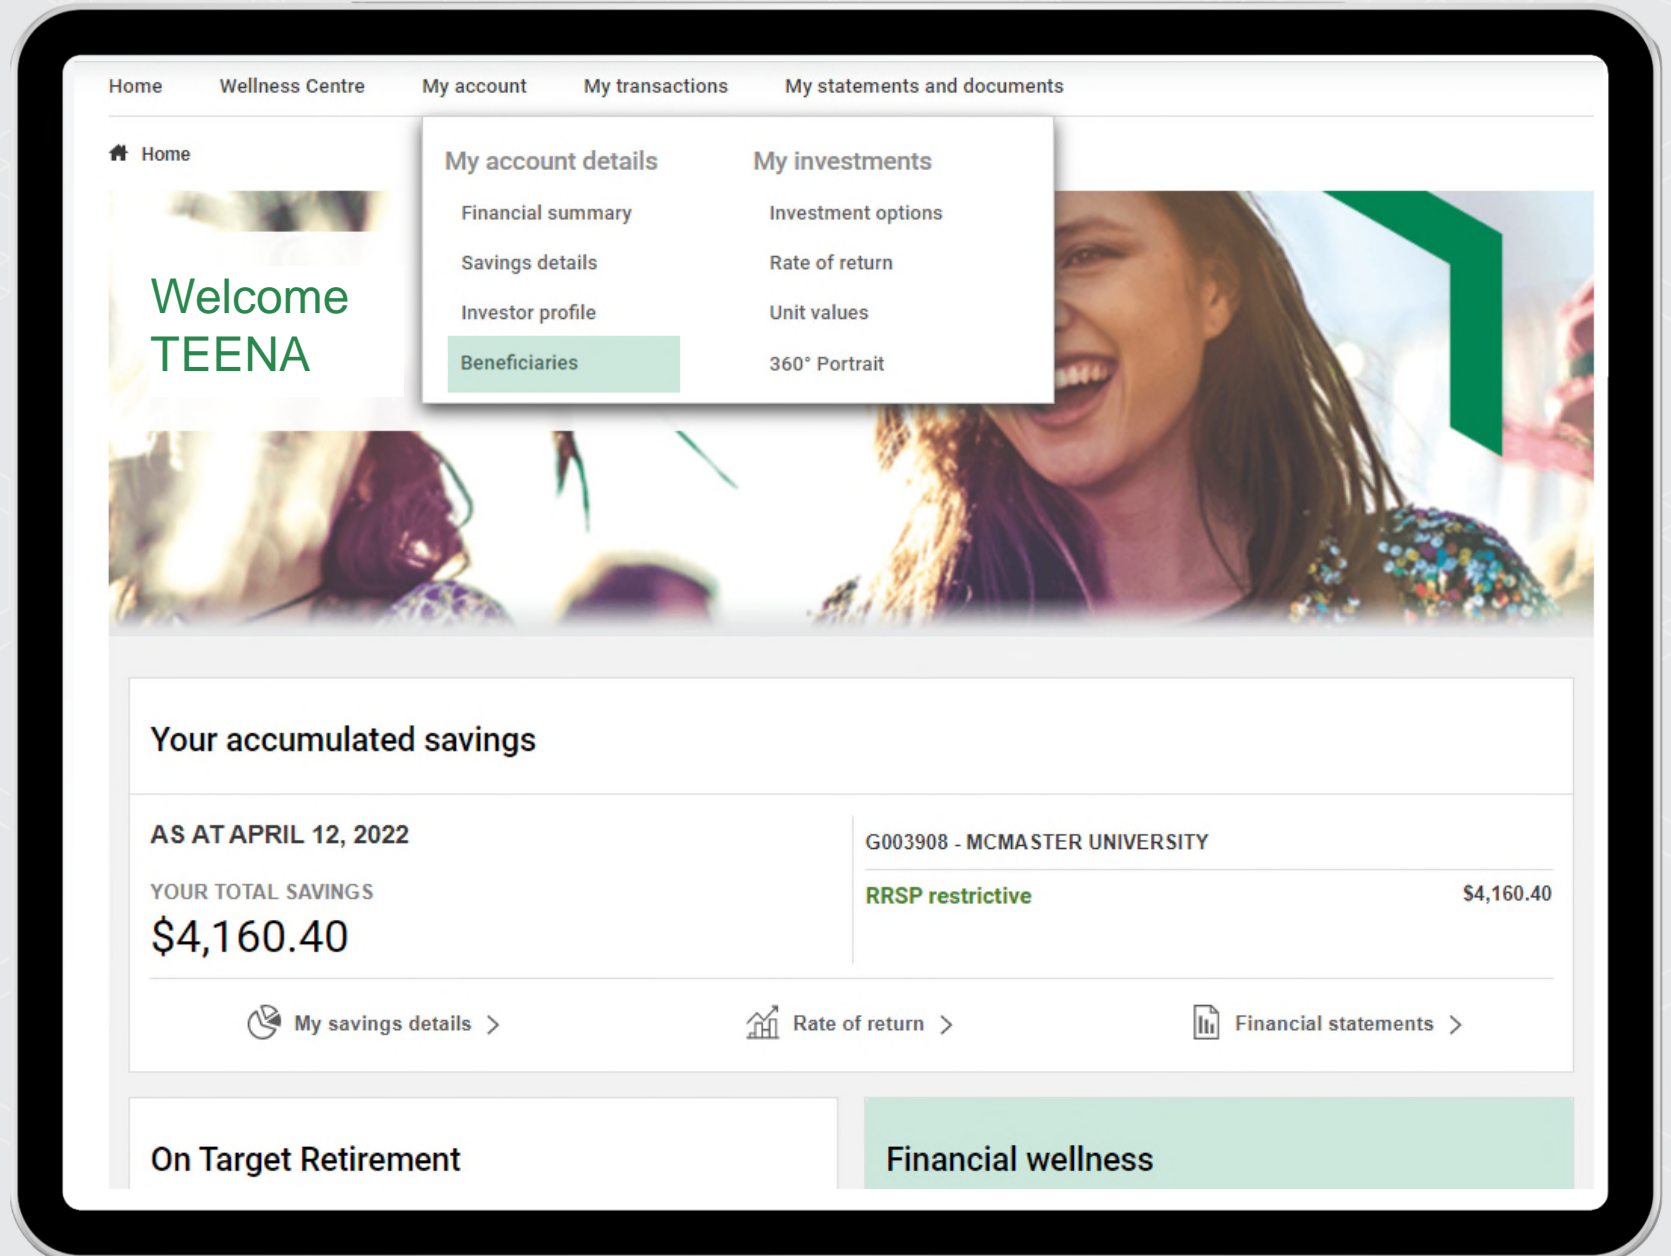 Home Wellness Centre My account My transactions My statements and documents
Home
My account details My investments
Financial summary Investment options
Savings details Rate of return
Investor profile Unit values
Beneficiaries 360° Portrait
Welcome
TEENA
Your accumulated savings
AS AT APRIL 12, 2022
YOUR TOTAL SAVINGS
$4,160.40
G003908 - MCMASTER UNIVERSITY
RRSP restrictive $4,160.40
My savings details Rate of return Financial statements
On Target Retirement Financial wellness